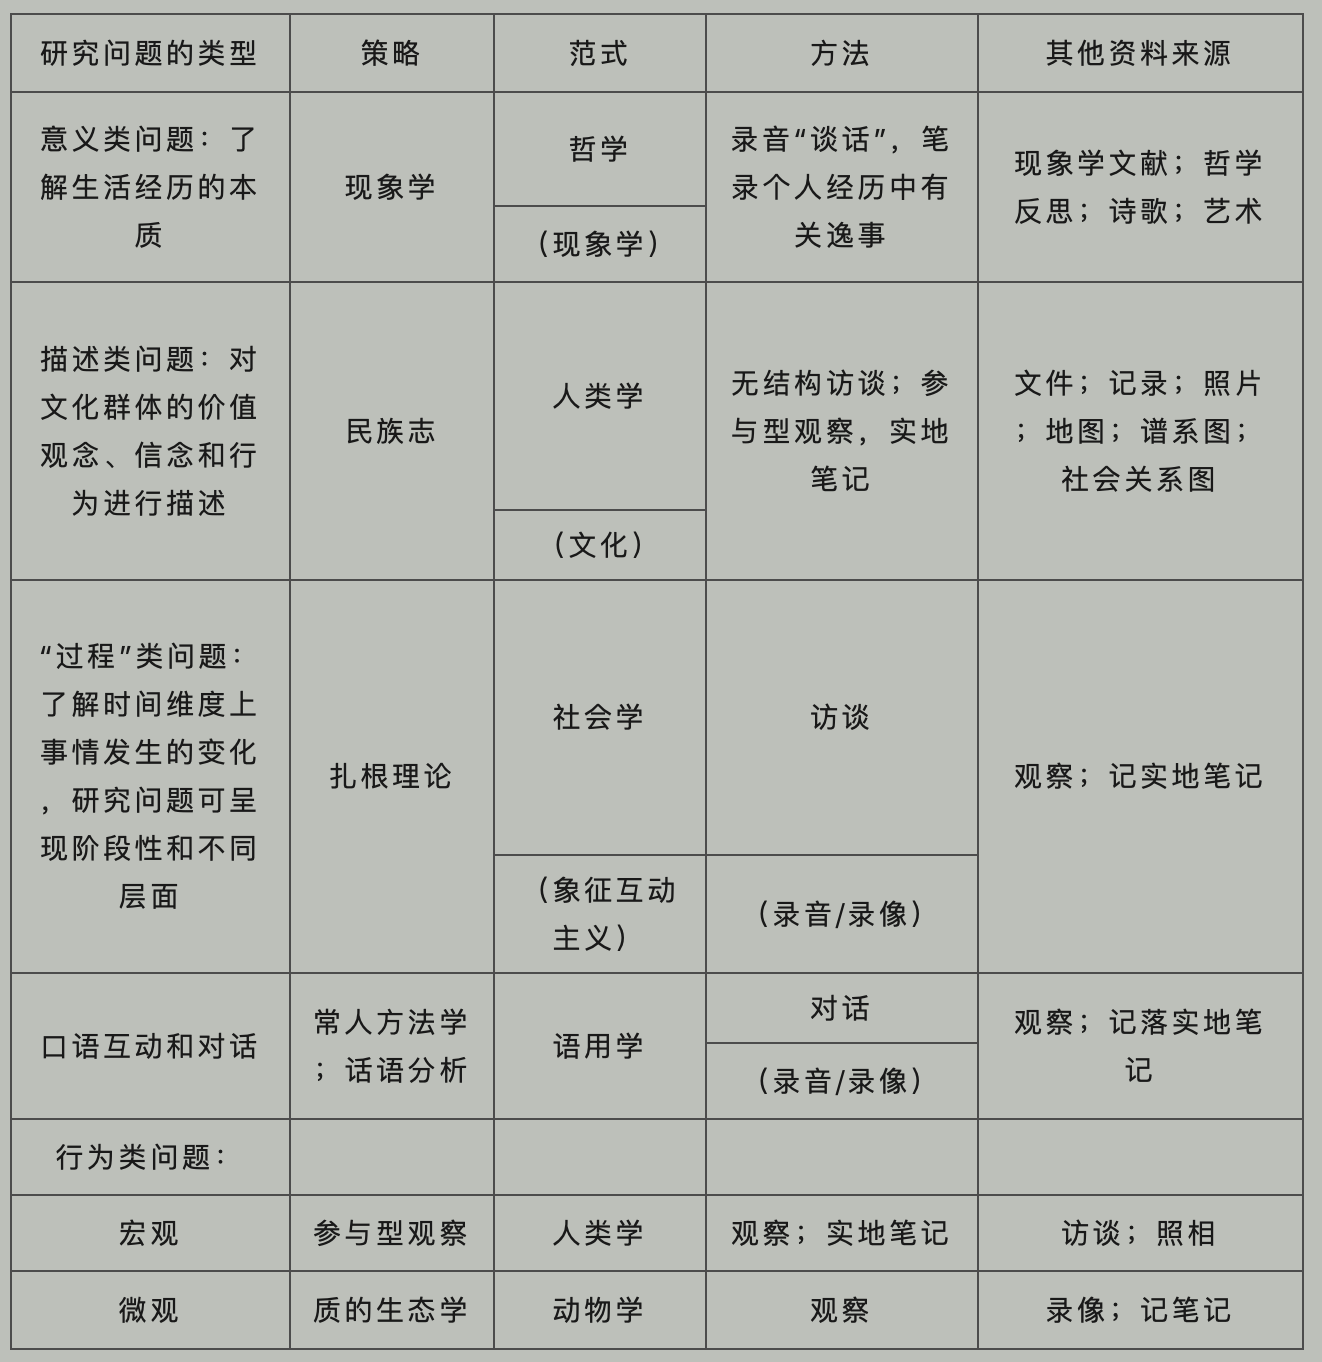 研究问题的类型
策略
范式
方法
其他资料来源
意义类问题：了
解生活经历的本
质
现象学
哲学
（现象学）
录音“谈话”，笔
录个人经历中有
关逸事
现象学文献；哲学
反思；诗歌；艺术
描述类问题：对
文化群体的价值
观念、信念和行
为进行描述
民族志
人类学
（文化）
无结构访谈；参
与型观察，实地
笔记
文件；记录；照片
；地图；谱系图；
社会关系图
“过程”类问题：
了解时间维度上
事情发生的变化
，研究问题可呈
现阶段性和不同
层面
扎根理论
社会学
（象征互动
主义）
访谈
（录音/录像）
观察；记实地笔记
口语互动和对话
常人方法学
；话语分析
语用学
对话
（录音/录像）
观察；记落实地笔
记
行为类问题：
宏观
参与型观察
人类学
观察；实地笔记
访谈；照相
微观
质的生态学
动物学
观察
录像；记笔记